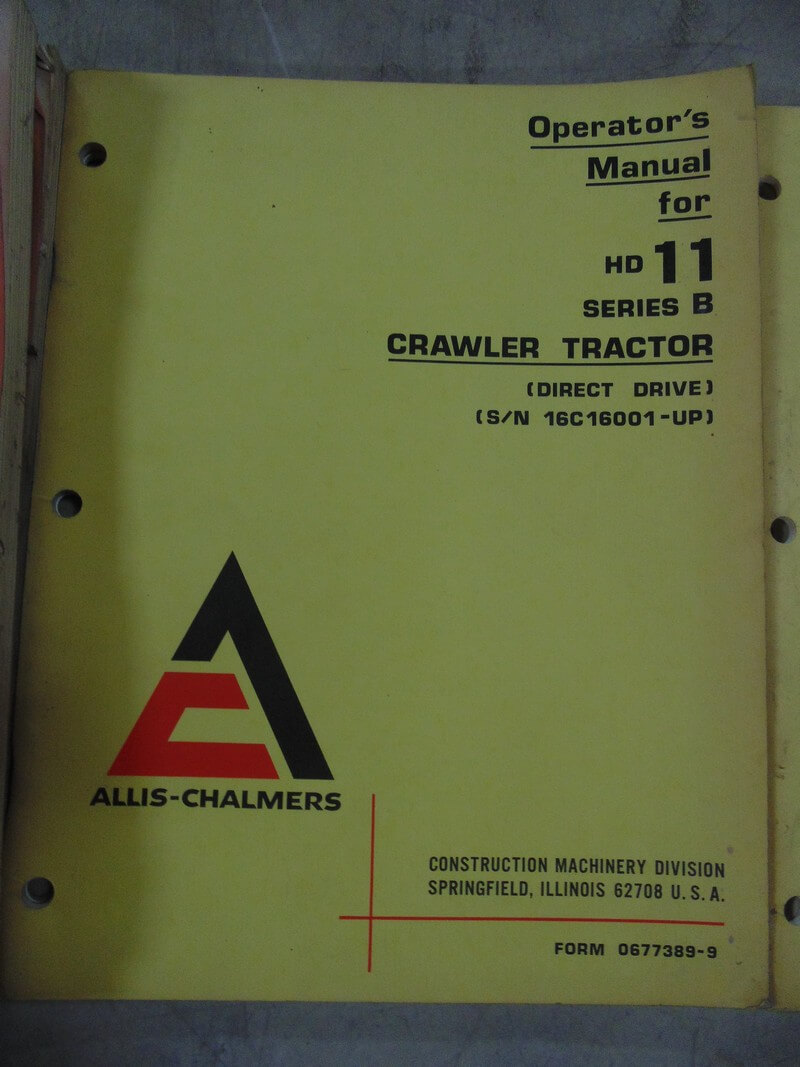 Operator's
Manual
for
HD 11
SERIES B
CRAWLER TRACTOR
(DIRECT DRIVE)
(S/N 16C16001-UP)
ALLIS-CHALMERS
CONSTRUCTION MACHINERY DIVISION
SPRINGFIELD, ILLINOIS 62708 U.S.A.
FORM 0677389-9